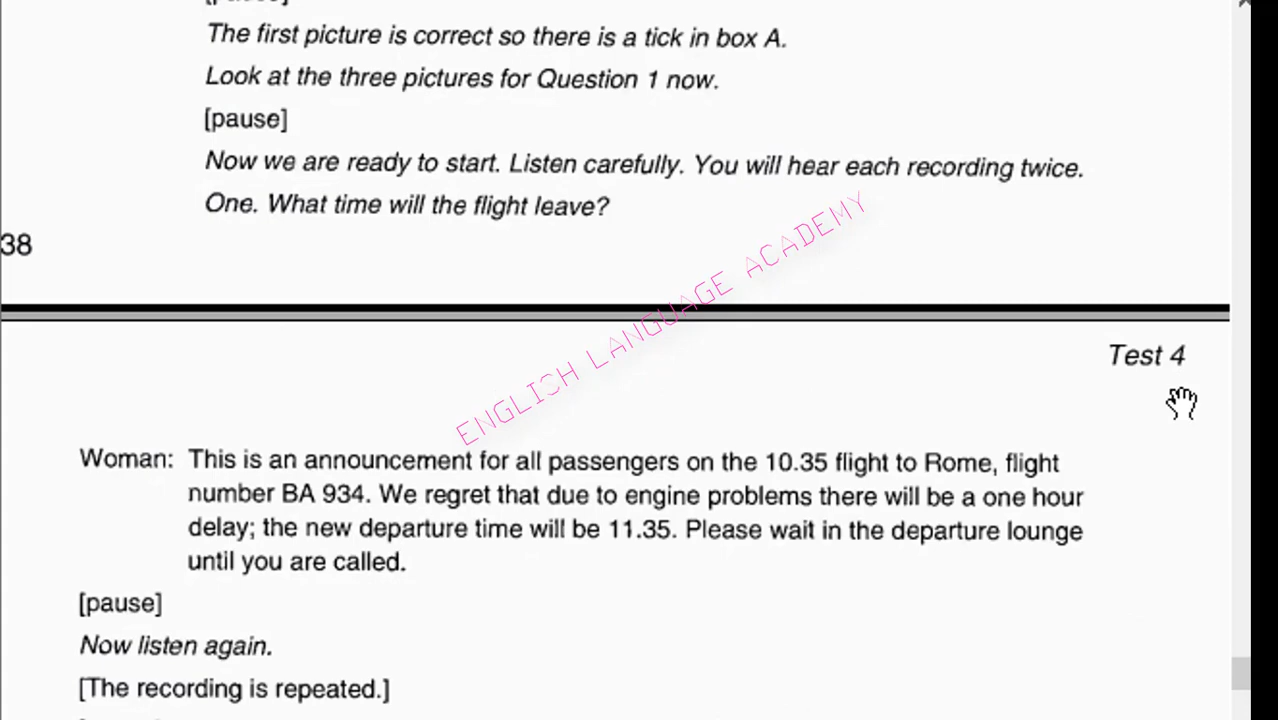 [pause]
The first picture is correct so there is a tick in box A.
Look at the three pictures for Question 1 now.
[pause]
Now we are ready to start. Listen carefully. You will hear each recording twice.
One. What time will the flight leave?
38
ENGLISH LANGUAGE ACADEMY
Test 4
Woman: This is an announcement for all passengers on the 10.35 flight to Rome, flight
number BA 934. We regret that due to engine problems there will be a one hour
delay; the new departure time will be 11.35. Please wait in the departure lounge
until you are called.
[pause]
Now listen again.
[The recording is repeated.]